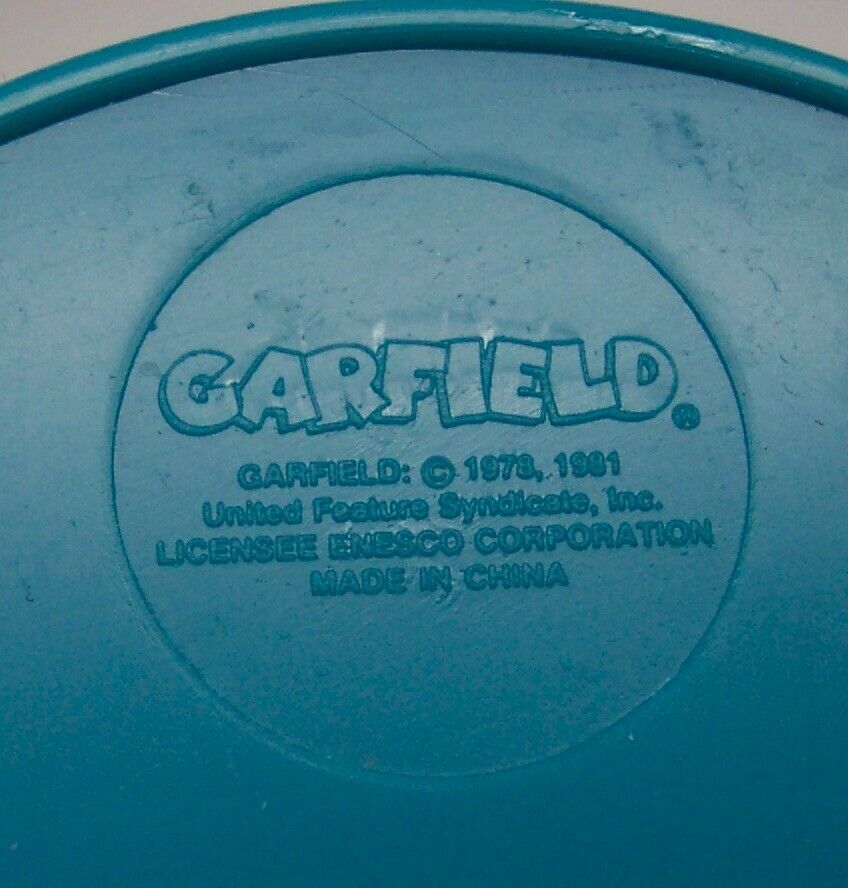 GARFIELD®
GARFIELD: © 1978, 1981
United Feature Syndicate, Inc.
LICENSEE ENESCO CORPORATION
MADE IN CHINA